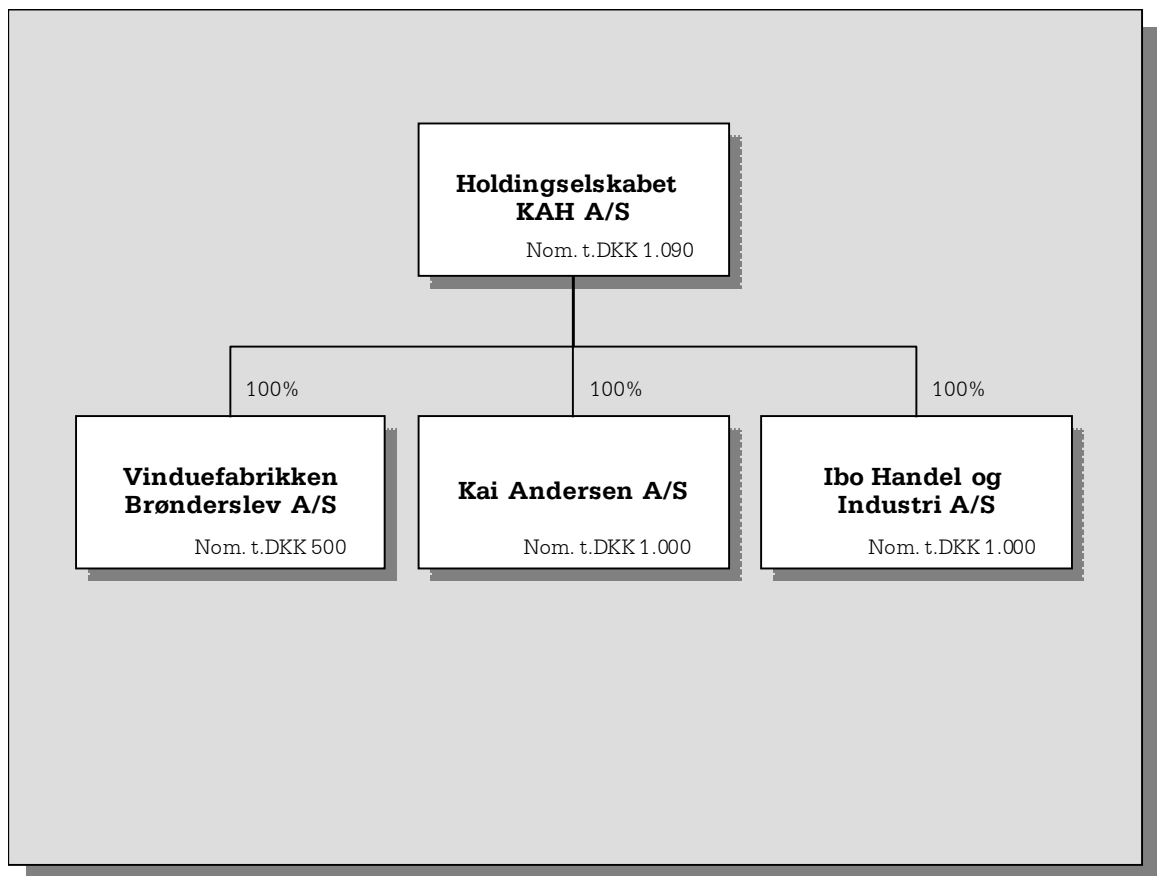 Holdingselskabet
KAH A/S
Nom. t.DKK 1.090
100%
100%
100%
Vinduefabrikken
Brønderslev A/S
Nom. t.DKK 500
Kai Andersen A/S
Nom. t.DKK 1.000
Ibo Handel og
Industri A/S
Nom. t.DKK 1.000